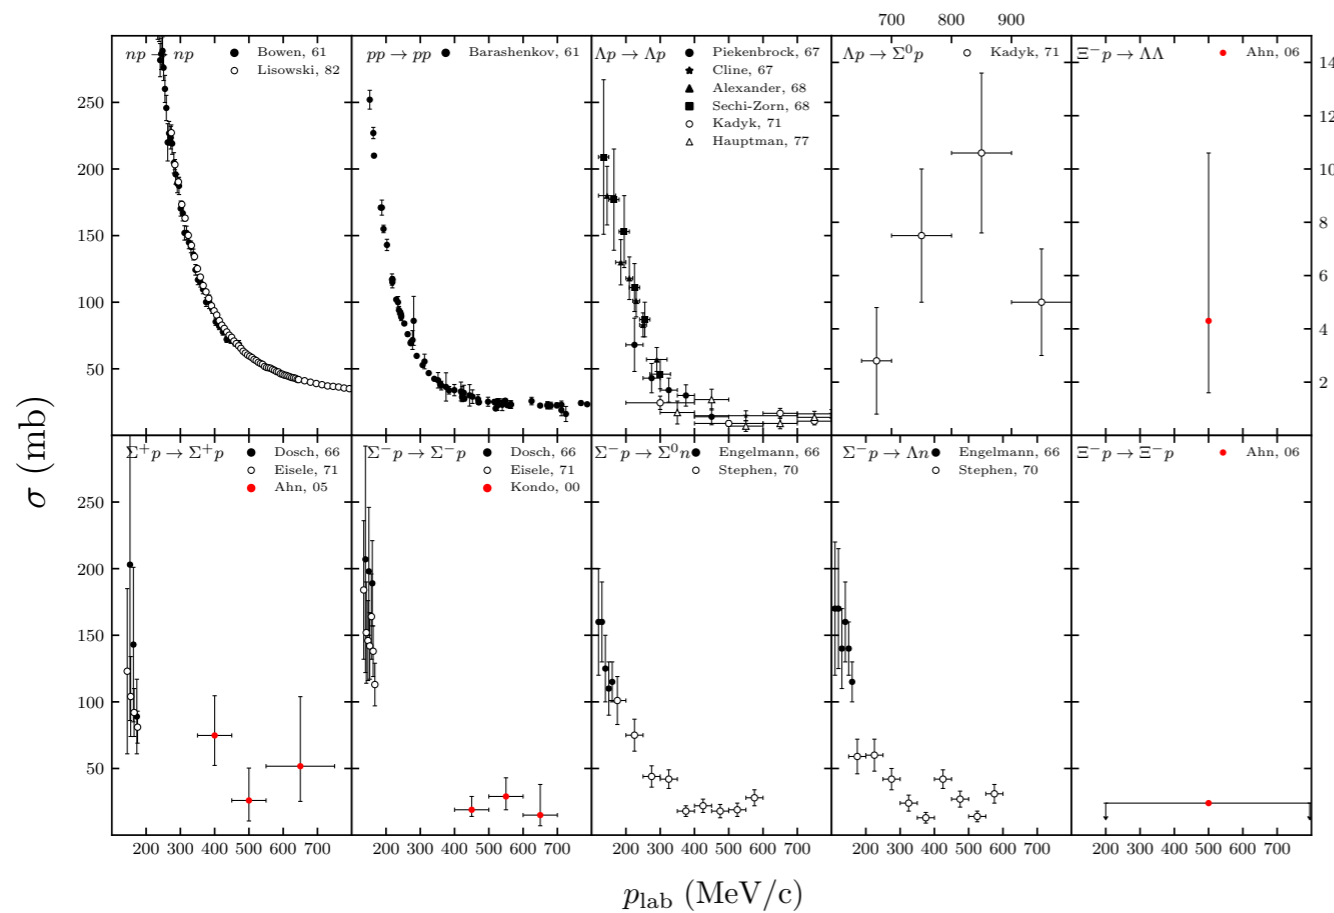 700 800 900
np → np
Bowen, 61
Lisowski, 82
pp → pp
Barashenkov, 61
Λp → Λp
Piekenbrock, 67
Cline, 67
Alexander, 68
Sechi-Zorn, 68
Kadyk, 71
Hauptman, 77
Λp → Σ⁰p
Kadyk, 71
Ξ⁻p → ΛΛ
Ahn, 06
250
200
150
100
50
14
12
10
8
6
4
2
σ (mb)
Σ⁺p → Σ⁺p
Dosch, 66
Eisele, 71
Ahn, 05
Σ⁻p → Σ⁻p
Dosch, 66
Eisele, 71
Kondo, 00
Σ⁻p → Σ⁰n
Engelmann, 66
Stephen, 70
Σ⁻p → Λn
Engelmann, 66
Stephen, 70
Ξ⁻p → Ξ⁻p
Ahn, 06
250
200
150
100
50
200 300 400 500 600 700 200 300 400 500 600 700 200 300 400 500 600 700 200 300 400 500 600 700 200 300 400 500 600 700
p_lab (MeV/c)